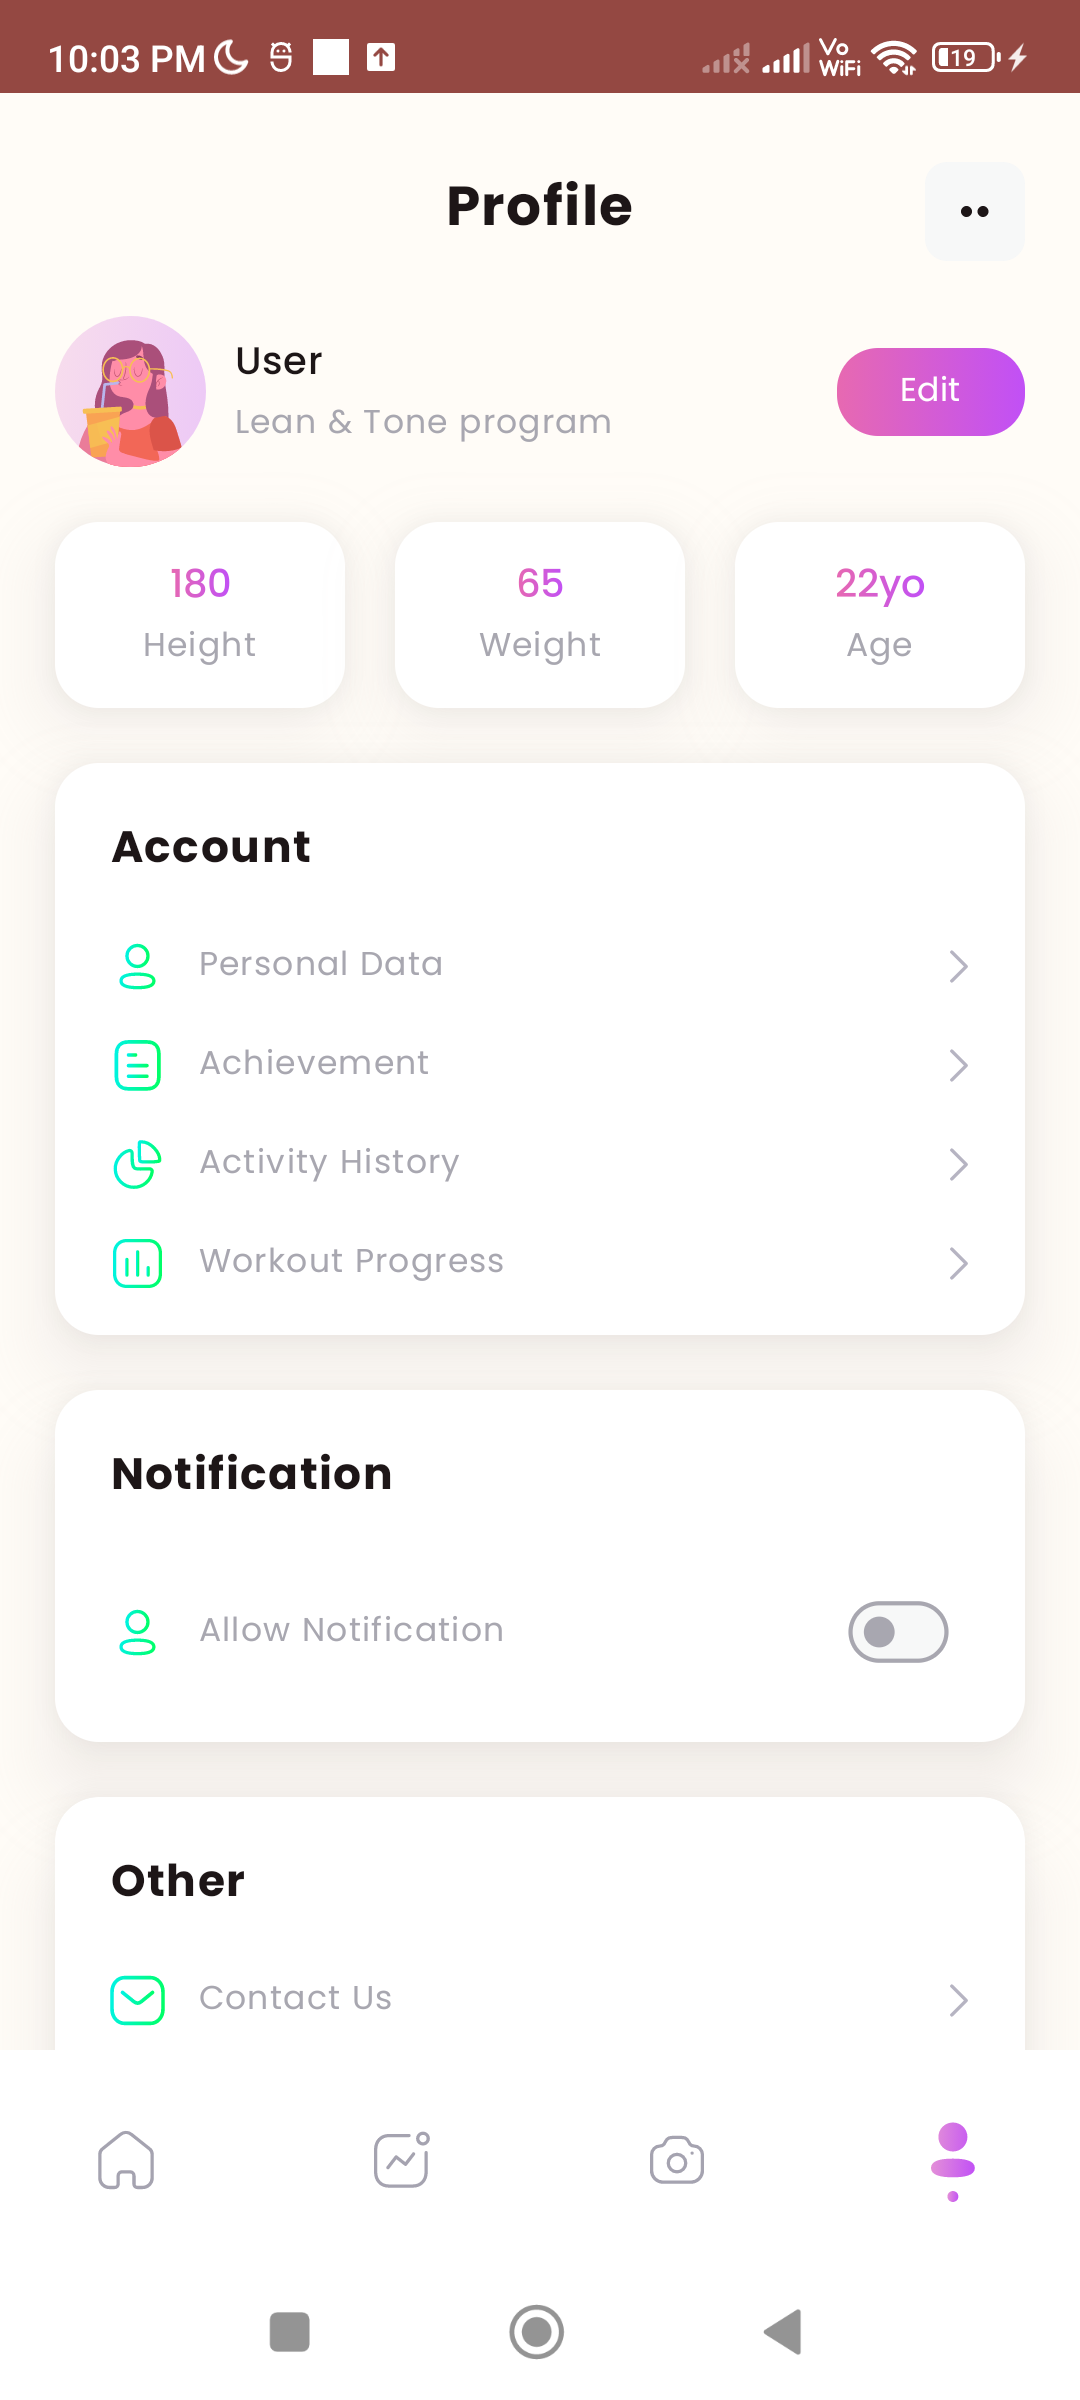 10:03 PM
Vo
WiFi
19
Profile
User
Lean & Tone program
Edit
180
Height
65
Weight
22yo
Age
Account
Personal Data
Achievement
Activity History
Workout Progress
Notification
Allow Notification
Other
Contact Us